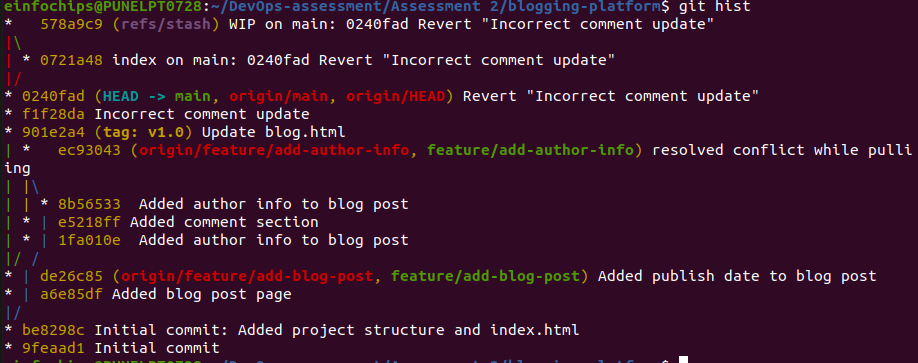 einfochips@PUNELPT0728:~/DevOps-assessment/Assessment 2/blogging-platform$ git hist
*   578a9c9 (refs/stash) WIP on main: 0240fad Revert "Incorrect comment update"
|\
| * 0721a48 index on main: 0240fad Revert "Incorrect comment update"
|/
* 0240fad (HEAD -> main, origin/main, origin/HEAD) Revert "Incorrect comment update"
* f1f28da Incorrect comment update
* 901e2a4 (tag: v1.0) Update blog.html
| *   ec93043 (origin/feature/add-author-info, feature/add-author-info) resolved conflict while pulli
ing
| |\
| | * 8b56533  Added author info to blog post
| * | e5218ff Added comment section
| * | 1fa010e  Added author info to blog post
|/ /
* | de26c85 (origin/feature/add-blog-post, feature/add-blog-post) Added publish date to blog post
* | a6e85df Added blog post page
|/
* be8298c Initial commit: Added project structure and index.html
* 9feaad1 Initial commit